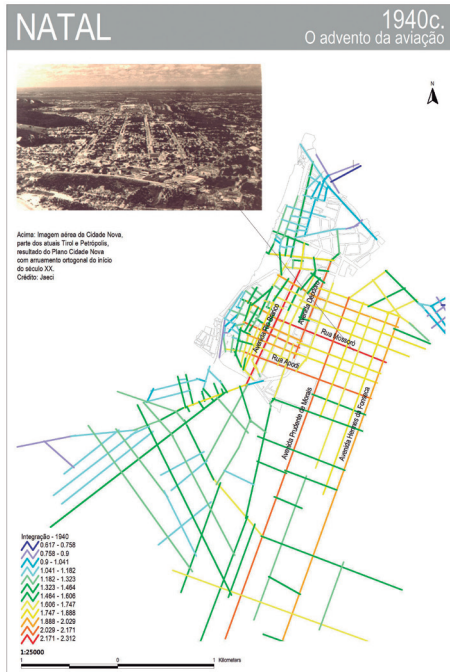 NATAL
1940c.
O advento da aviação
N
Acima: Imagem aérea da Cidade Nova,
parte dos atuais Tirol e Petrópolis,
resultado do Plano Cidade Nova
com arruamento ortogonal do início
do século XX.
Crédito: Jaeci
Avenida Rio Branco
Avenida Deodoro
Rua Mossoró
Rua Apodi
Avenida Prudente de Morais
Avenida Hermes da Fonseca
Integração - 1940
0.617 - 0.758
0.758 - 0.9
0.9 - 1.041
1.041 - 1.182
1.182 - 1.323
1.323 - 1.464
1.464 - 1.606
1.606 - 1.747
1.747 - 1.888
1.888 - 2.029
2.029 - 2.171
2.171 - 2.312
1:25000
1 0 1 Kilometers